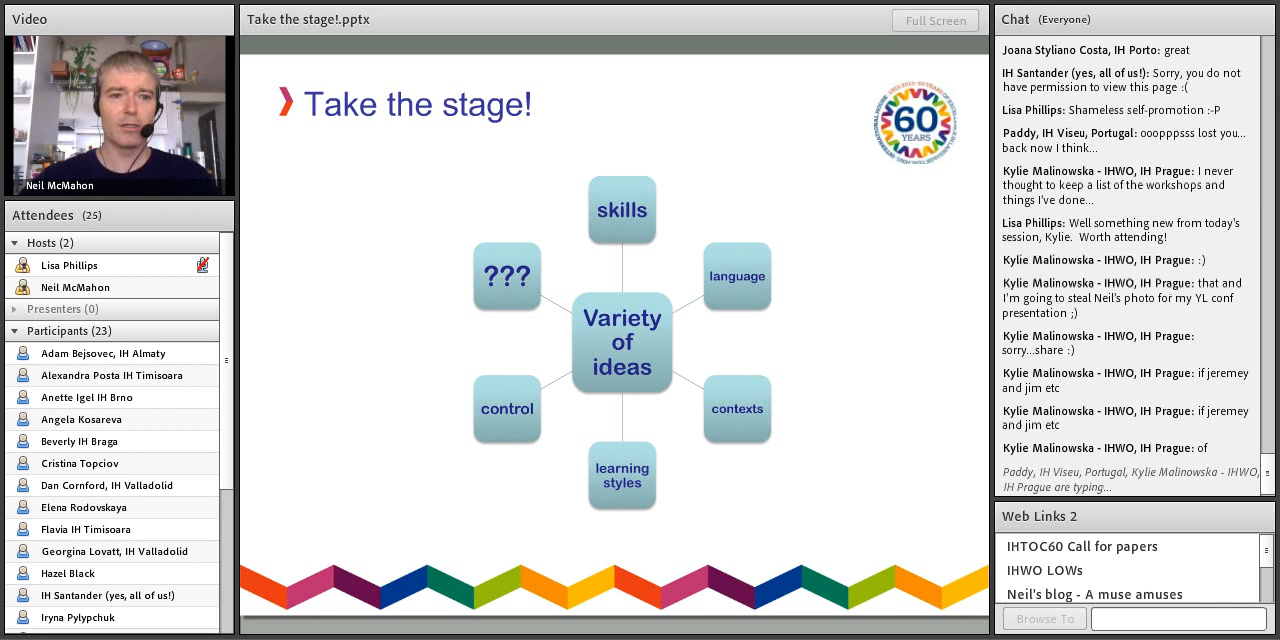 Video
Neil McMahon
Attendees (25)
Hosts (2)
Lisa Phillips
Neil McMahon
Presenters (0)
Participants (23)
Adam Bejsovec, IH Almaty
Alexandra Posta IH Timisoara
Anette Igel IH Brno
Angela Kosareva
Beverly IH Braga
Cristina Topciov
Dan Cornford, IH Valladolid
Elena Rodovskaya
Flavia IH Timisoara
Georgina Lovatt, IH Valladolid
Hazel Black
IH Santander (yes, all of us!)
Iryna Pylypchuk
Take the stage!.pptx
Full Screen
Take the stage!
60
YEARS
skills
???
language
Variety
of
ideas
control
contexts
learning
styles
Chat (Everyone)
Joana Styliano Costa, IH Porto: great
IH Santander (yes, all of us!): Sorry, you do not
have permission to view this page :(
Lisa Phillips: Shameless self-promotion :-P
Paddy, IH Viseu, Portugal: ooopppsss lost you...
back now I think...
Kylie Malinowska - IHWO, IH Prague: I never
thought to keep a list of the workshops and
things I've done...
Lisa Phillips: Well something new from today's
session, Kylie. Worth attending!
Kylie Malinowska - IHWO, IH Prague: :)
Kylie Malinowska - IHWO, IH Prague: that and
I'm going to steal Neil's photo for my YL conf
presentation ;)
Kylie Malinowska - IHWO, IH Prague:
sorry...share :)
Kylie Malinowska - IHWO, IH Prague: if jeremey
and jim etc
Kylie Malinowska - IHWO, IH Prague: if jeremey
and jim etc
Kylie Malinowska - IHWO, IH Prague: of
Paddy, IH Viseu, Portugal, Kylie Malinowska - IHWO,
IH Prague are typing...
Web Links 2
IHTOC60 Call for papers
IHWO LOWs
Neil's blog - A muse amuses
Browse To